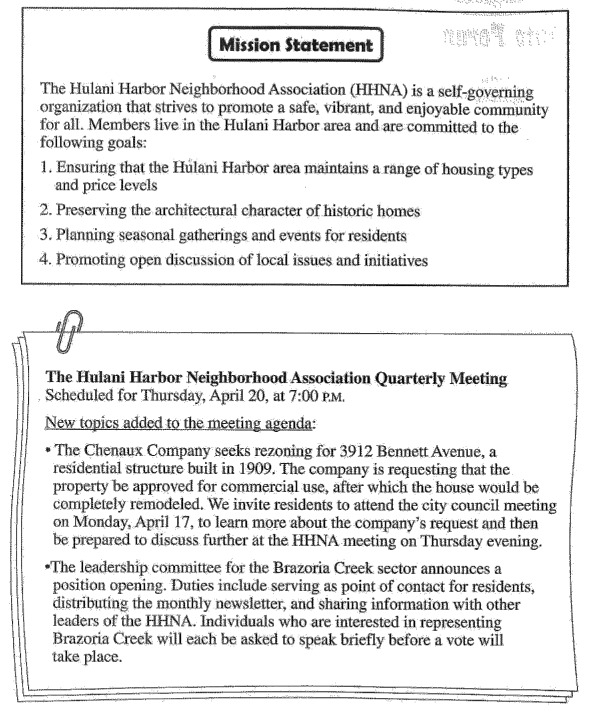 Mission Statement
The Hulani Harbor Neighborhood Association (HHNA) is a self-governing
organization that strives to promote a safe, vibrant, and enjoyable community
for all. Members live in the Hulani Harbor area and are committed to the
following goals:
1. Ensuring that the Hulani Harbor area maintains a range of housing types
and price levels
2. Preserving the architectural character of historic homes
3. Planning seasonal gatherings and events for residents
4. Promoting open discussion of local issues and initiatives
The Hulani Harbor Neighborhood Association Quarterly Meeting
Scheduled for Thursday, April 20, at 7:00 P.M.
New topics added to the meeting agenda:
• The Chenaux Company seeks rezoning for 3912 Bennett Avenue, a
residential structure built in 1909. The company is requesting that the
property be approved for commercial use, after which the house would be
completely remodeled. We invite residents to attend the city council meeting
on Monday, April 17, to learn more about the company's request and then
be prepared to discuss further at the HHNA meeting on Thursday evening.
•The leadership committee for the Brazoria Creek sector announces a
position opening. Duties include serving as point of contact for residents,
distributing the monthly newsletter, and sharing information with other
leaders of the HHNA. Individuals who are interested in representing
Brazoria Creek will each be asked to speak briefly before a vote will
take place.